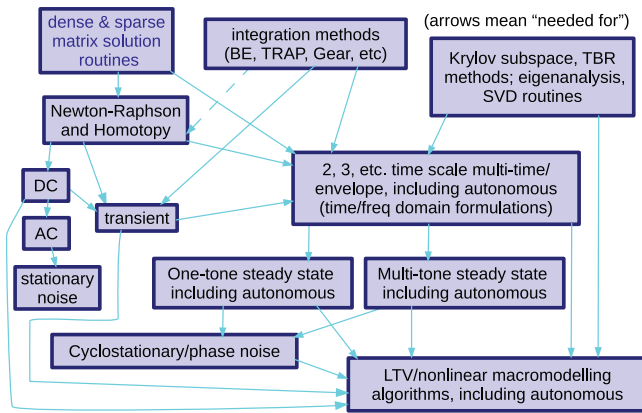 dense & sparse
matrix solution
routines
integration methods
(BE, TRAP, Gear, etc)
(arrows mean “needed for”)
Krylov subspace, TBR
methods; eigenanalysis,
SVD routines
Newton-Raphson
and Homotopy
2, 3, etc. time scale multi-time/
envelope, including autonomous
(time/freq domain formulations)
DC
transient
AC
stationary
noise
One-tone steady state
including autonomous
Multi-tone steady state
including autonomous
Cyclostationary/phase noise
LTV/nonlinear macromodelling
algorithms, including autonomous